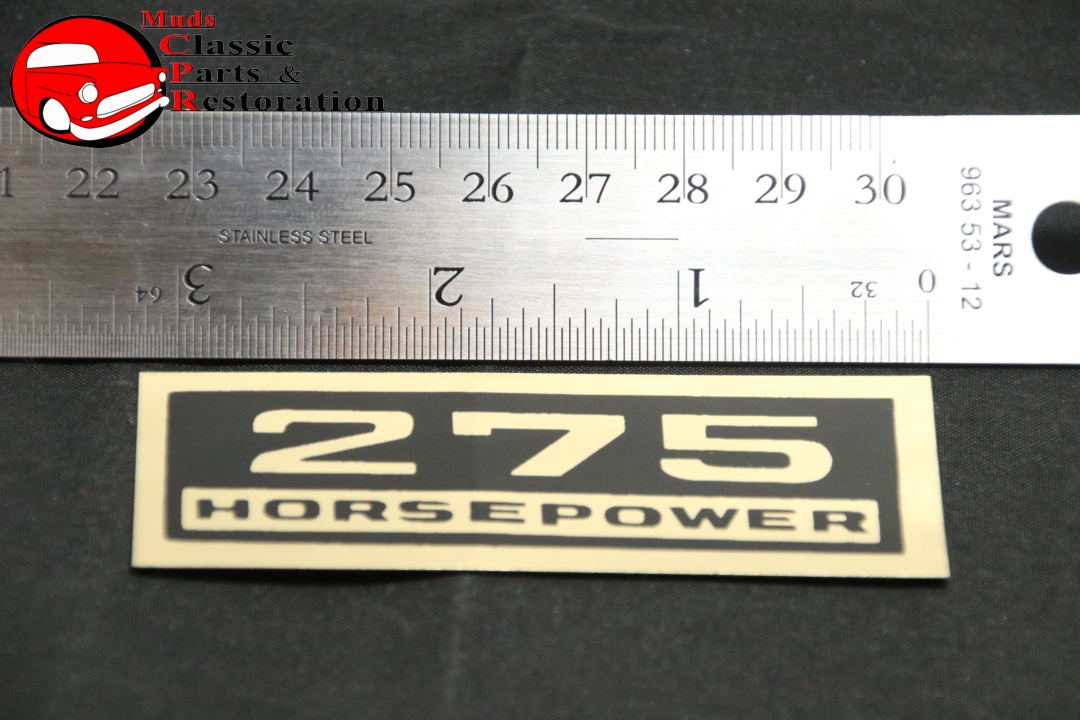 Muds
Classic
Parts &
Restoration
1 22 23 24 25 26 27 28 29 30
STAINLESS STEEL
MARS
963 53 - 12
64 3 2 1 32 0
275
HORSEPOWER